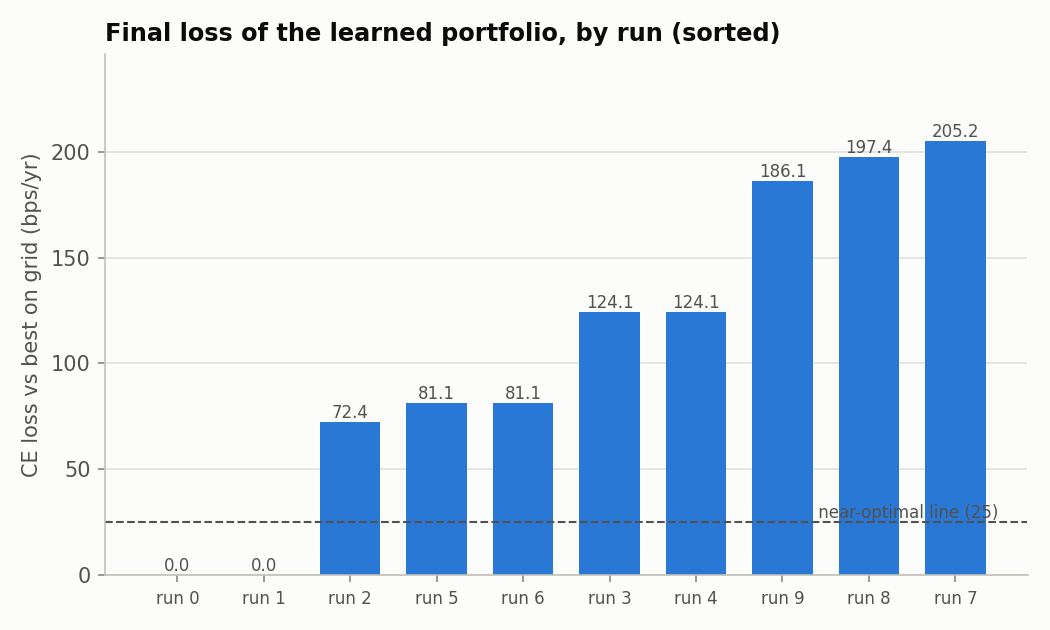 Final loss of the learned portfolio, by run (sorted)
CE loss vs best on grid (bps/yr)
200
150
100
50
0
0.0
0.0
72.4
81.1
81.1
124.1
124.1
186.1
197.4
205.2
near-optimal line (25)
run 0
run 1
run 2
run 5
run 6
run 3
run 4
run 9
run 8
run 7